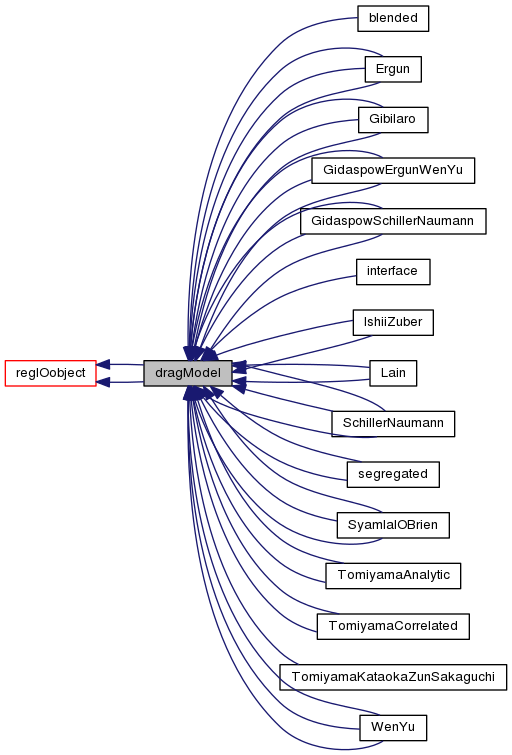 blended
Ergun
Gibilaro
GidaspowErgunWenYu
GidaspowSchillerNaumann
interface
IshiiZuber
regIOobject
dragModel
Lain
SchillerNaumann
segregated
SyamlalOBrien
TomiyamaAnalytic
TomiyamaCorrelated
TomiyamaKataokaZunSakaguchi
WenYu